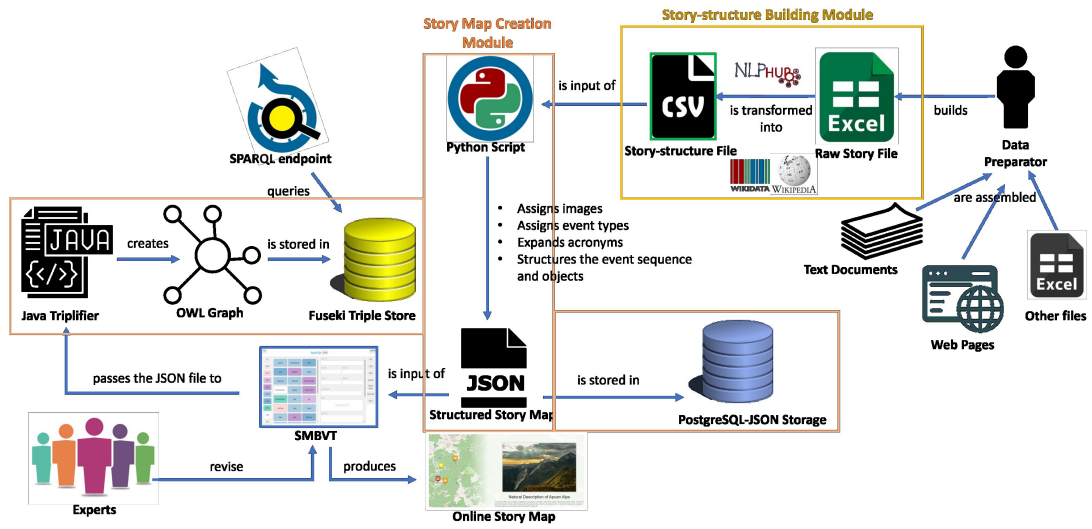 Story Map Creation
Module
Story-structure Building Module
NLPHUB
CSV
Excel
is input of
is transformed
into
builds
Python Script
Story-structure File
Raw Story File
Data
Preparator
WIKIDATA
WIKIPEDIA
SPARQL endpoint
queries
are assembled
• Assigns images
• Assigns event types
• Expands acronyms
• Structures the event sequence
and objects
JAVA
</>
creates
is stored in
Java Triplifier
OWL Graph
Fuseki Triple Store
Text Documents
Excel
Web Pages
Other files
passes the JSON file to
is input of
JSON
is stored in
Structured Story Map
PostgreSQL-JSON Storage
SMBVT
revise
produces
Natural Description of Apuan Alps
Experts
Online Story Map